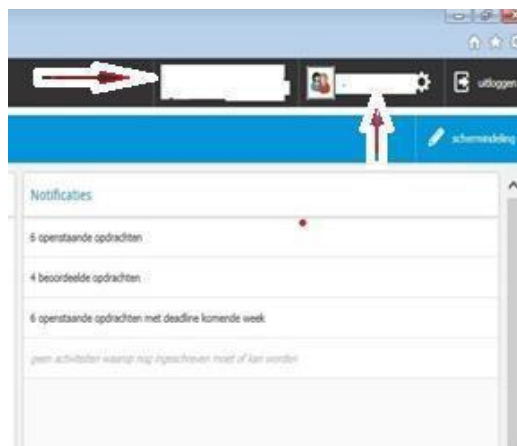 uitloggen
schermindeling
Notificaties
6 openstaande opdrachten
4 beoordeelde opdrachten
6 openstaande opdrachten met deadline komende week
geen activiteiten waarop nog ingeschreven moet of kan worden